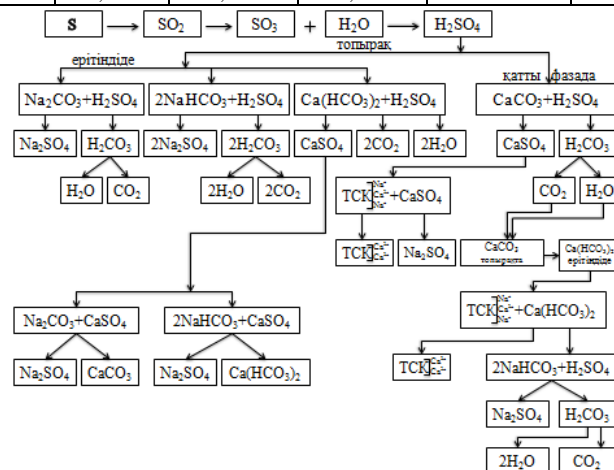 S SO₂ SO₃ + H₂O H₂SO₄
топырақ
ерітіндіде
қатты фазада
Na₂CO₃+H₂SO₄ 2NaHCO₃+H₂SO₄ Ca(HCO₃)₂+H₂SO₄ CaCO₃+H₂SO₄
Na₂SO₄ H₂CO₃ 2Na₂SO₄ 2H₂CO₃ CaSO₄ 2CO₂ 2H₂O CaSO₄ H₂CO₃
H₂O CO₂ 2H₂O 2CO₂ ТСК]Na⁺ Ca²⁺ Na⁺+CaSO₄ CO₂ H₂O
ТСК]Ca²⁺ Ca²⁺ Na₂SO₄ CaCO₃ топырақта Ca(HCO₃)₂ ерітіндіде
Na₂CO₃+CaSO₄ 2NaHCO₃+CaSO₄ ТСК]Na⁺ Ca²⁺ Na⁺+Ca(HCO₃)₂
Na₂SO₄ CaCO₃ Na₂SO₄ Ca(HCO₃)₂ ТСК]Ca²⁺ Ca²⁺ 2NaHCO₃+H₂SO₄
Na₂SO₄ H₂CO₃
2H₂O CO₂